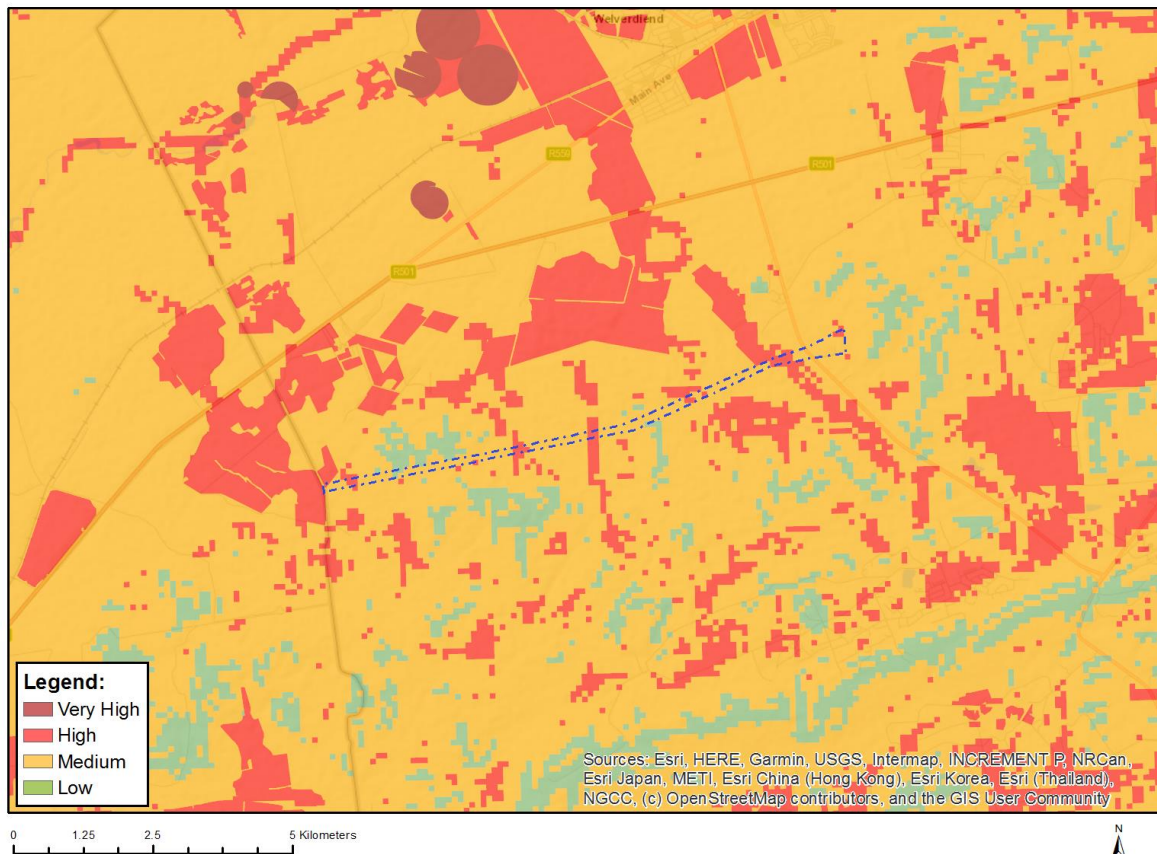 Welverdiend
Main Ave
R559
R501
R501
Legend:
Very High
High
Medium
Low
Sources: Esri, HERE, Garmin, USGS, Intermap, INCREMENT P, NRCan,
Esri Japan, METI, Esri China (Hong Kong), Esri Korea, Esri (Thailand),
NGCC, (c) OpenStreetMap contributors, and the GIS User Community
0 1.25 2.5 5 Kilometers
N